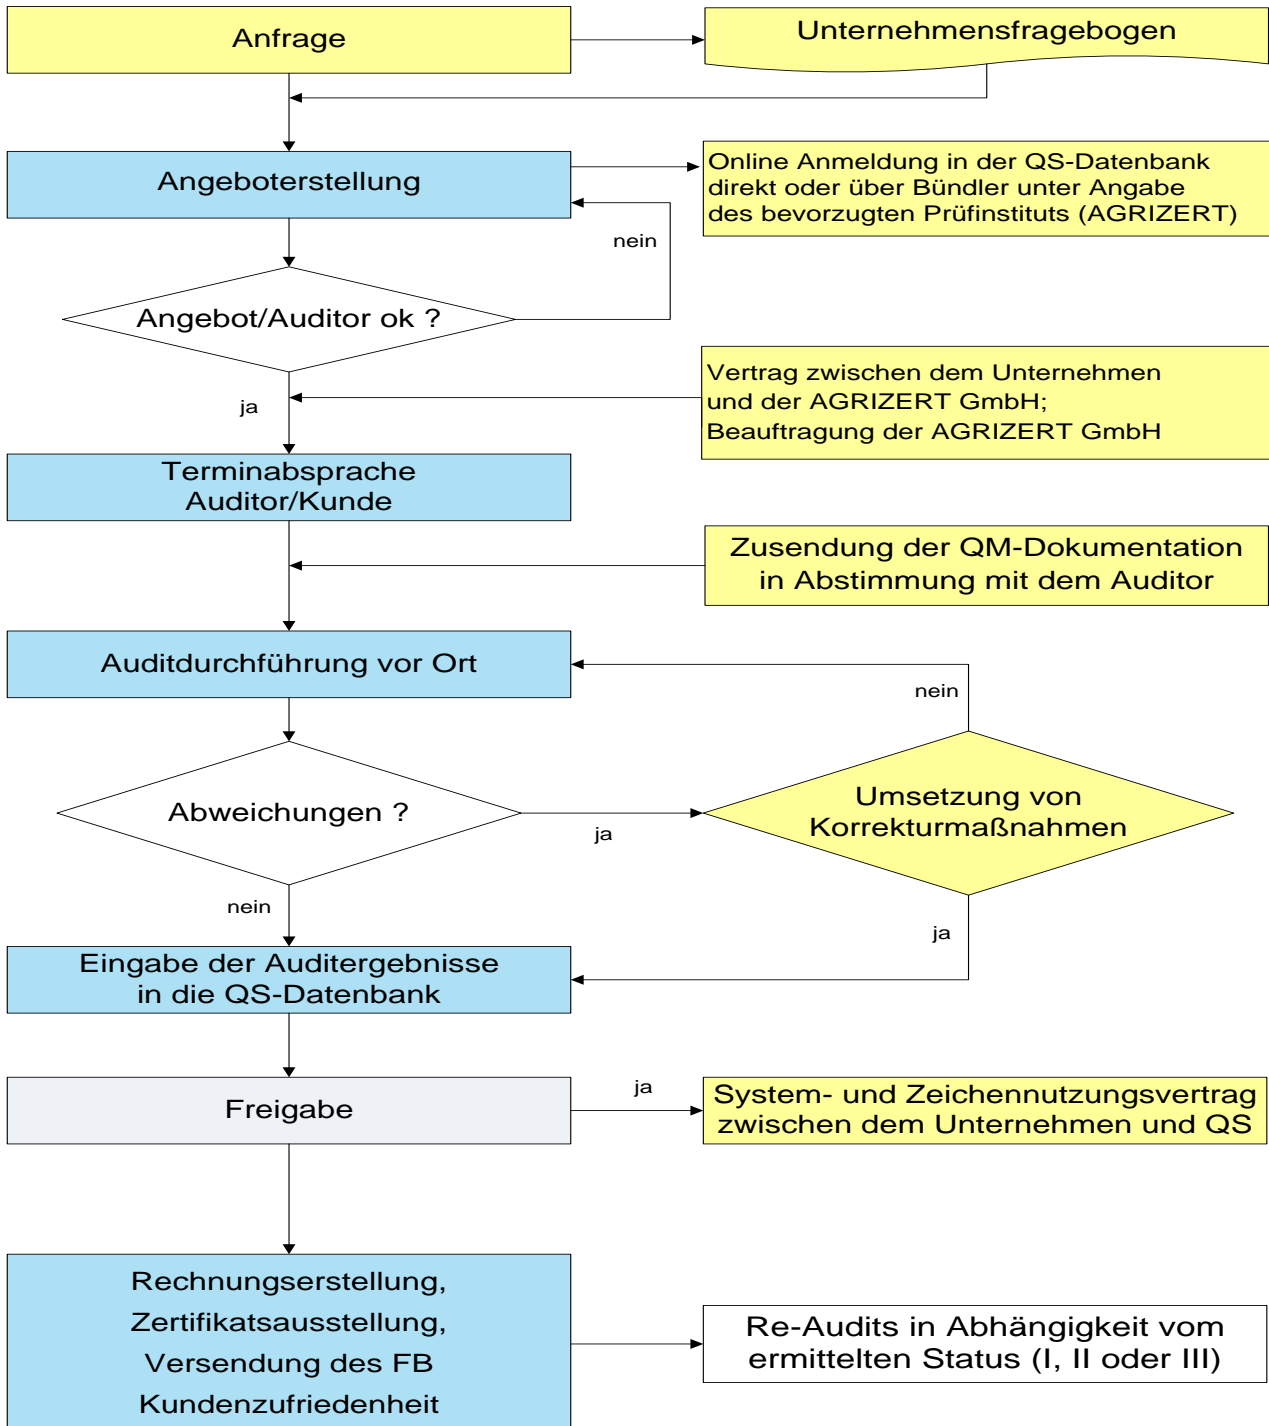 Anfrage
Unternehmensfragebogen
Angeboterstellung
Online Anmeldung in der QS-Datenbank
direkt oder über Bündler unter Angabe
des bevorzugten Prüfinstituts (AGRIZERT)
nein
Angebot/Auditor ok ?
ja
Vertrag zwischen dem Unternehmen
und der AGRIZERT GmbH;
Beauftragung der AGRIZERT GmbH
Terminabsprache
Auditor/Kunde
Zusendung der QM-Dokumentation
in Abstimmung mit dem Auditor
Auditdurchführung vor Ort
nein
Abweichungen ?
ja
Umsetzung von
Korrekturmaßnahmen
nein
ja
Eingabe der Auditergebnisse
in die QS-Datenbank
Freigabe
ja
System- und Zeichennutzungsvertrag
zwischen dem Unternehmen und QS
Rechnungserstellung,
Zertifikatsausstellung,
Versendung des FB
Kundenzufriedenheit
Re-Audits in Abhängigkeit vom
ermittelten Status (I, II oder III)